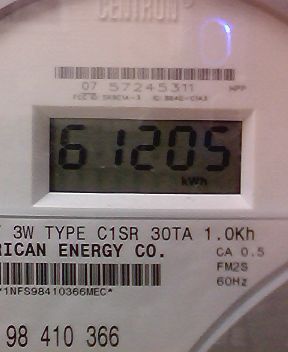 CENTRON
07 57245311
61205
kWh
3W TYPE C1SR 30TA 1.0Kh
RICAN ENERGY CO.
CA 0.5
FM2S
60Hz
1NFS98410366MEC*
98 410 366